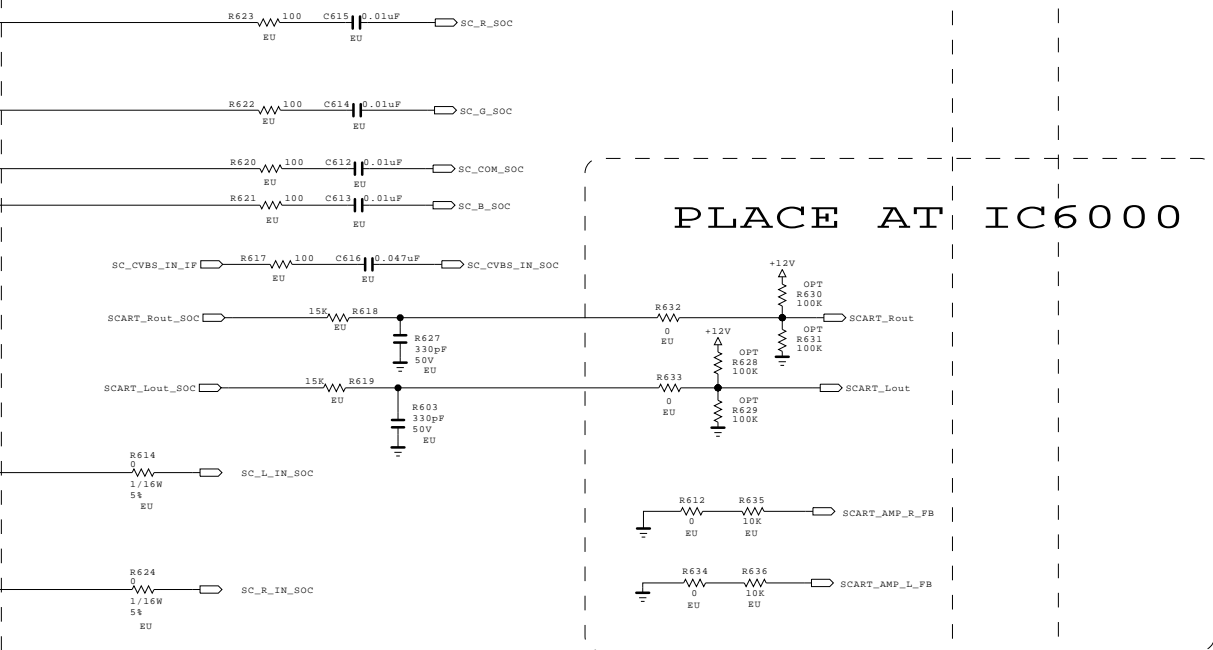 R623 100 C615 0.01uF SC_R_SOC
EU EU
R622 100 C614 0.01uF SC_G_SOC
EU EU
R620 100 C612 0.01uF SC_COM_SOC
EU EU
R621 100 C613 0.01uF SC_B_SOC
EU EU
PLACE AT IC6000
SC_CVBS_IN_IF R617 100 C616 0.047uF SC_CVBS_IN_SOC
EU EU
+12V
OPT
R630
100K
SCART_Rout_SOC 15K R618 R632 SCART_Rout
EU 0
EU
R627
330pF
50V
EU
OPT
R631
100K
+12V
OPT
R628
100K
SCART_Lout_SOC 15K R619 R633 SCART_Lout
EU 0
EU
R603
330pF
50V
EU
OPT
R629
100K
R614
0
SC_L_IN_SOC
1/16W
5%
EU
R612 R635
SCART_AMP_R_FB
0 10K
EU EU
R624
0
SC_R_IN_SOC
1/16W
5%
EU
R634 R636
SCART_AMP_L_FB
0 10K
EU EU